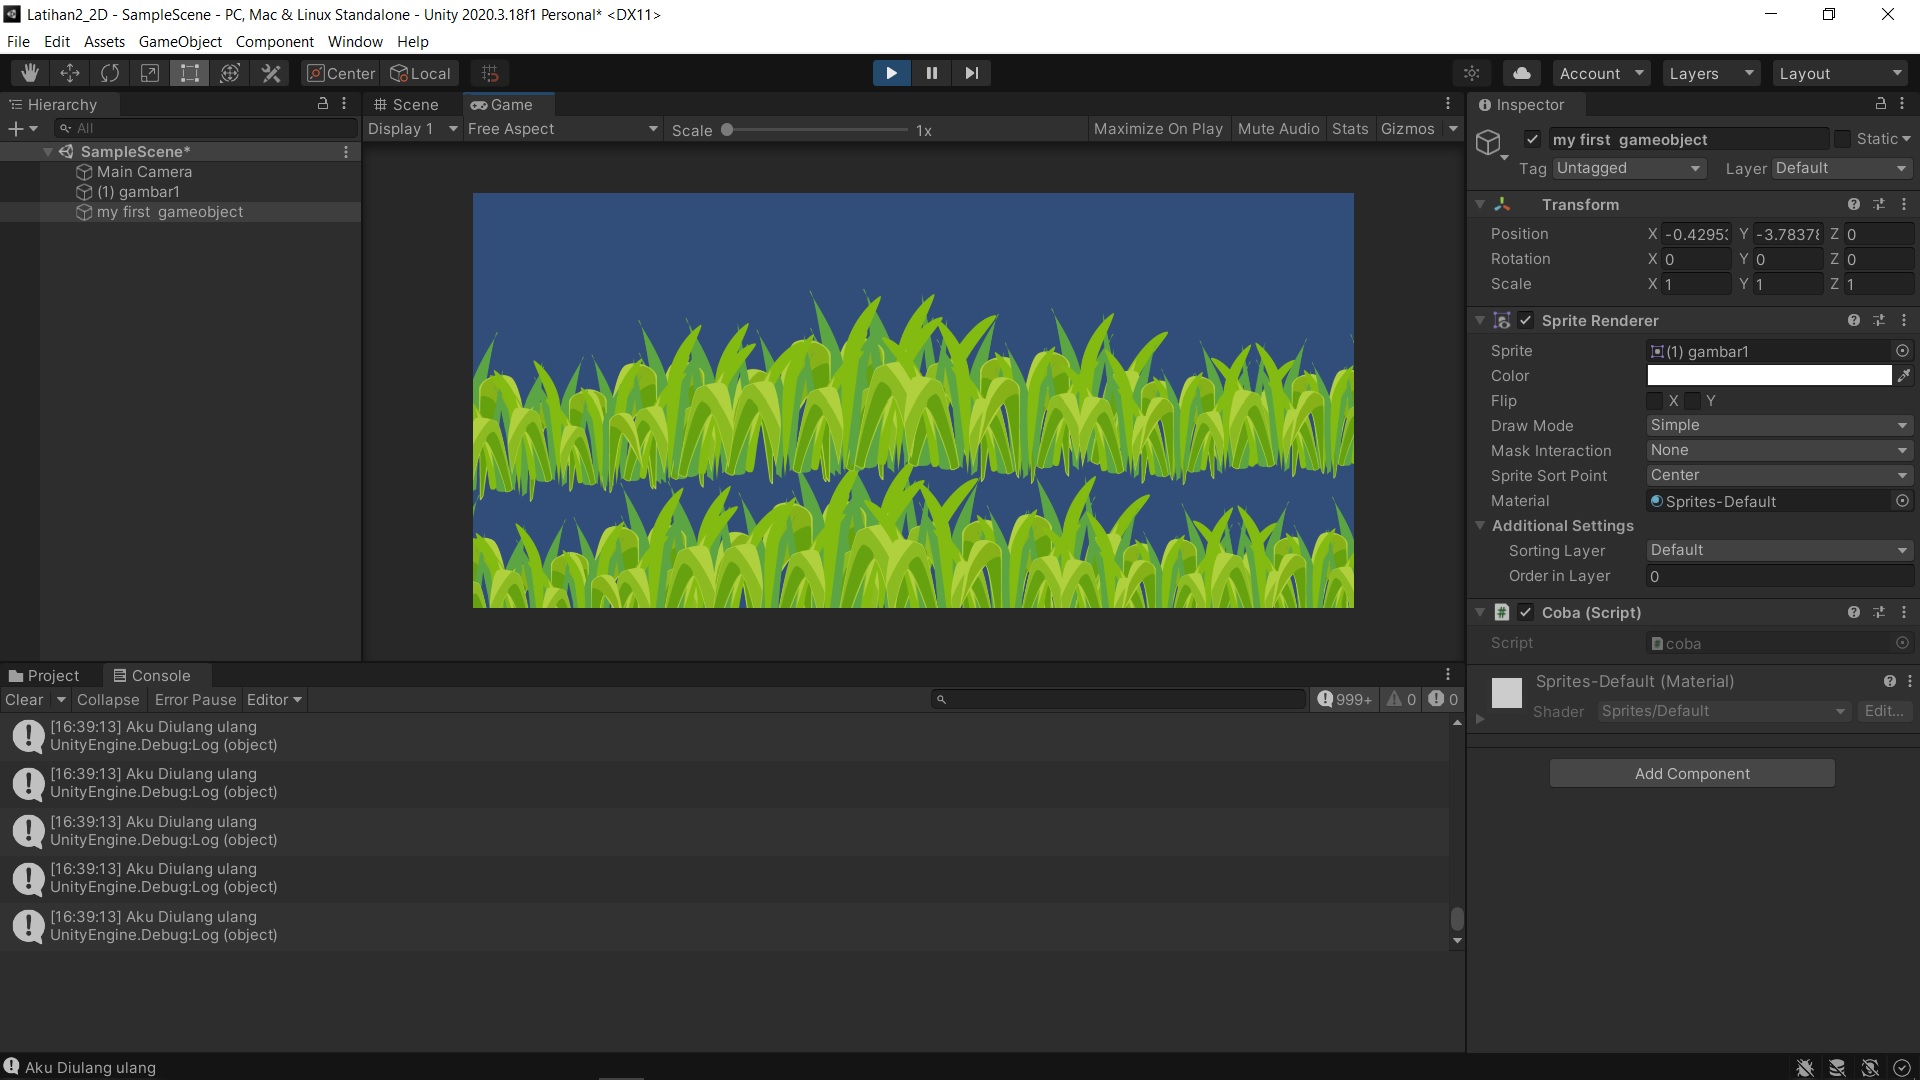 Latihan2_2D - SampleScene - PC, Mac & Linux Standalone - Unity 2020.3.18f1 Personal* <DX11>
File Edit Assets GameObject Component Window Help
Center Local Account Layers Layout
Hierarchy
All
SampleScene*
Main Camera
(1) gambar1
my first gameobject
Scene Game
Display 1 Free Aspect Scale 1x Maximize On Play Mute Audio Stats Gizmos
Inspector
my first gameobject Static
Tag Untagged Layer Default
Transform
Position X -0.4295 Y -3.7837 Z 0
Rotation X 0 Y 0 Z 0
Scale X 1 Y 1 Z 1
Sprite Renderer
Sprite (1) gambar1
Color
Flip X Y
Draw Mode Simple
Mask Interaction None
Sprite Sort Point Center
Material Sprites-Default
Additional Settings
Sorting Layer Default
Order in Layer 0
Coba (Script)
Script coba
Sprites-Default (Material)
Shader Sprites/Default Edit...
Add Component
Project Console
Clear Collapse Error Pause Editor 999+ 0 0
[16:39:13] Aku Diulang ulang
UnityEngine.Debug:Log (object)
[16:39:13] Aku Diulang ulang
UnityEngine.Debug:Log (object)
[16:39:13] Aku Diulang ulang
UnityEngine.Debug:Log (object)
[16:39:13] Aku Diulang ulang
UnityEngine.Debug:Log (object)
[16:39:13] Aku Diulang ulang
UnityEngine.Debug:Log (object)
Aku Diulang ulang